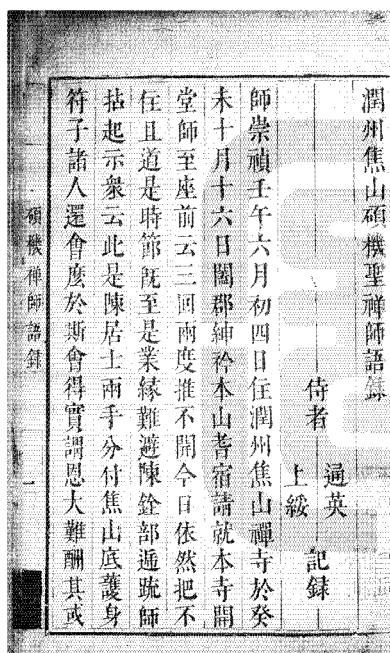 潤州焦山碩機聖禅師語錄
侍者 通英 上綏 記錄
師崇禎壬午六月初四日住潤州焦山禪寺於癸
未十月十六日闔郡紳衿本山耆宿請就本寺開
堂師至座前云三回兩度推不開今日依然把不
住且道是時節既至是業緣難避陳銓部遞䟽師
拈起示衆云此是陳居士兩手分付焦山底護身
符子諸人還會麽於斯會得實謂恩大難酬其或
碩機禅師語錄 一